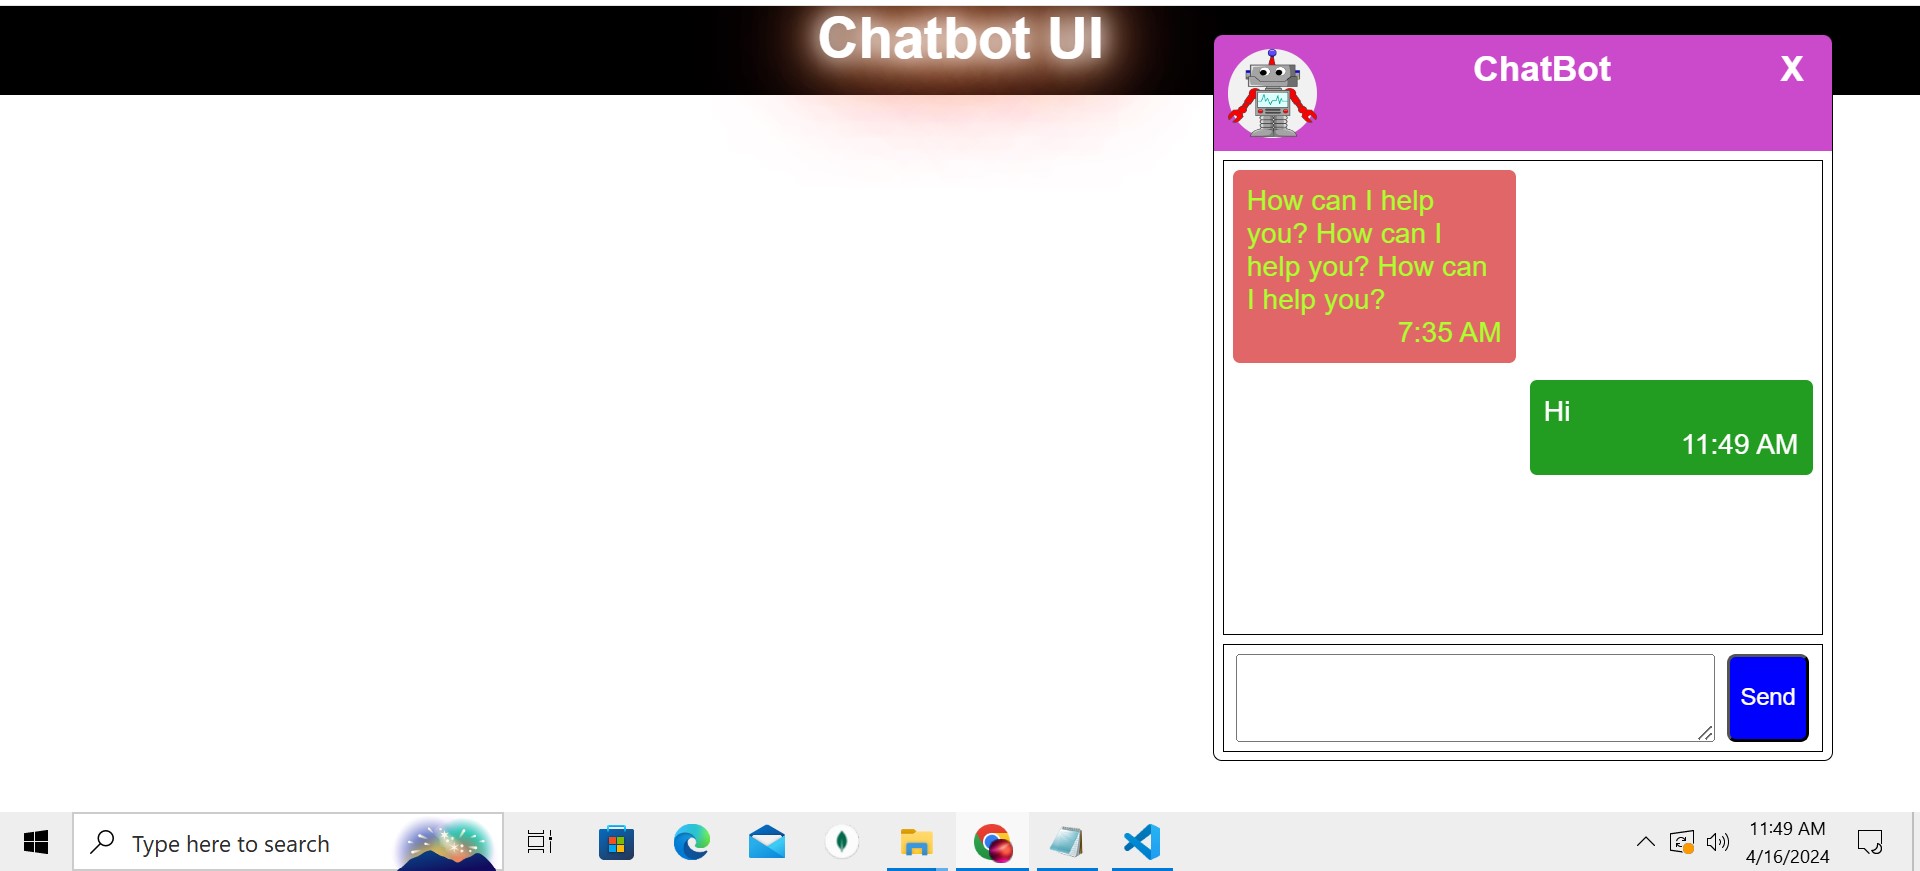 Chatbot UI
ChatBot
X
How can I help
you? How can I
help you? How can
I help you?
7:35 AM
Hi
11:49 AM
Send
Type here to search
11:49 AM
4/16/2024